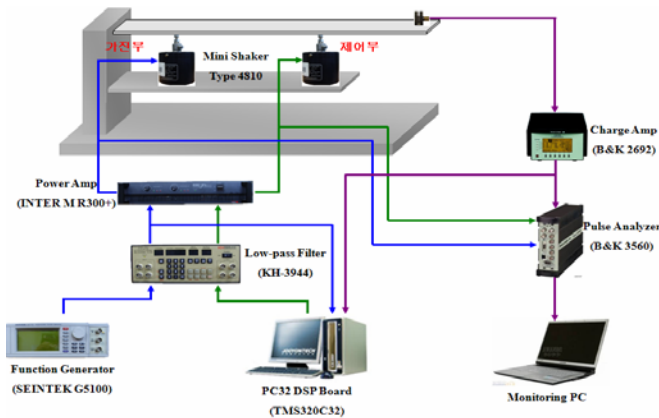 가진부
제어부
Mini Shaker
Type 4810
Charge Amp
(B&K 2692)
Power Amp
(INTER M R300+)
Pulse Analyzer
(B&K 3560)
Low-pass Filter
(KH-3944)
Function Generator
(SEINTEK G5100)
PC32 DSP Board
(TMS320C32)
Monitoring PC